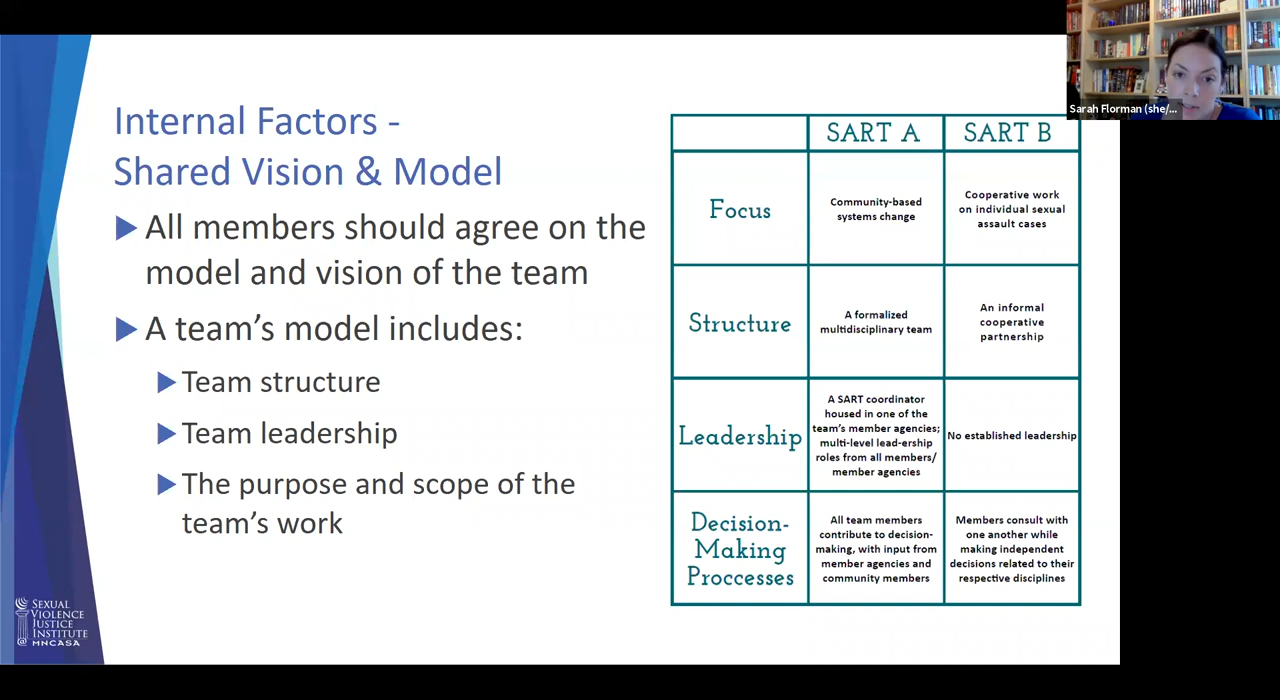 Sarah Florman (she/...
Internal Factors -
Shared Vision & Model
▶ All members should agree on the
model and vision of the team
▶ A team's model includes:
▶ Team structure
▶ Team leadership
▶ The purpose and scope of the
team's work
SART A
SART B
Focus
Community-based
systems change
Cooperative work
on individual sexual
assault cases
Structure
A formalized
multidisciplinary team
An informal
cooperative
partnership
Leadership
A SART coordinator
housed in one of the
team's member agencies;
multi-level lead-ership
roles from all members/
member agencies
No established leadership
Decision-
Making
Proccesses
All team members
contribute to decision-
making, with input from
member agencies and
community members
Members consult with
one another while
making independent
decisions related to their
respective disciplines
SEXUAL
VIOLENCE
JUSTICE
INSTITUTE
@ MNCASA